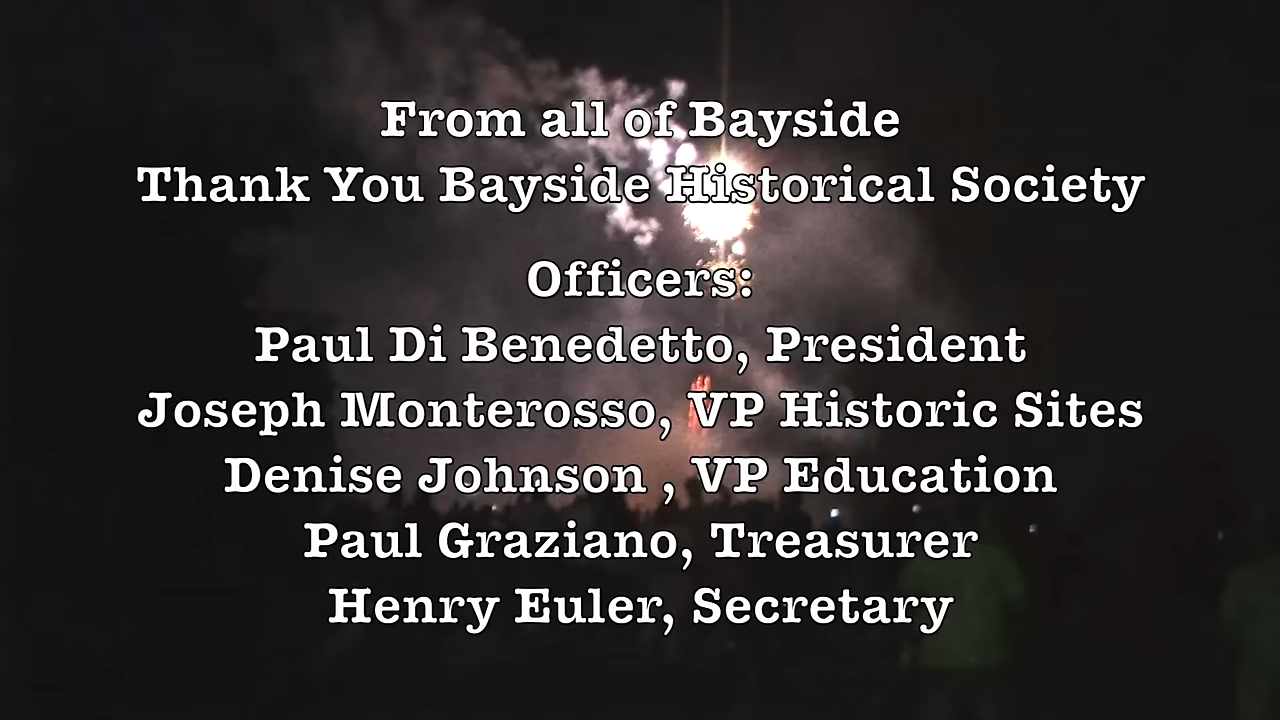 From all of Bayside
Thank You Bayside Historical Society
Officers:
Paul Di Benedetto, President
Joseph Monterosso, VP Historic Sites
Denise Johnson , VP Education
Paul Graziano, Treasurer
Henry Euler, Secretary